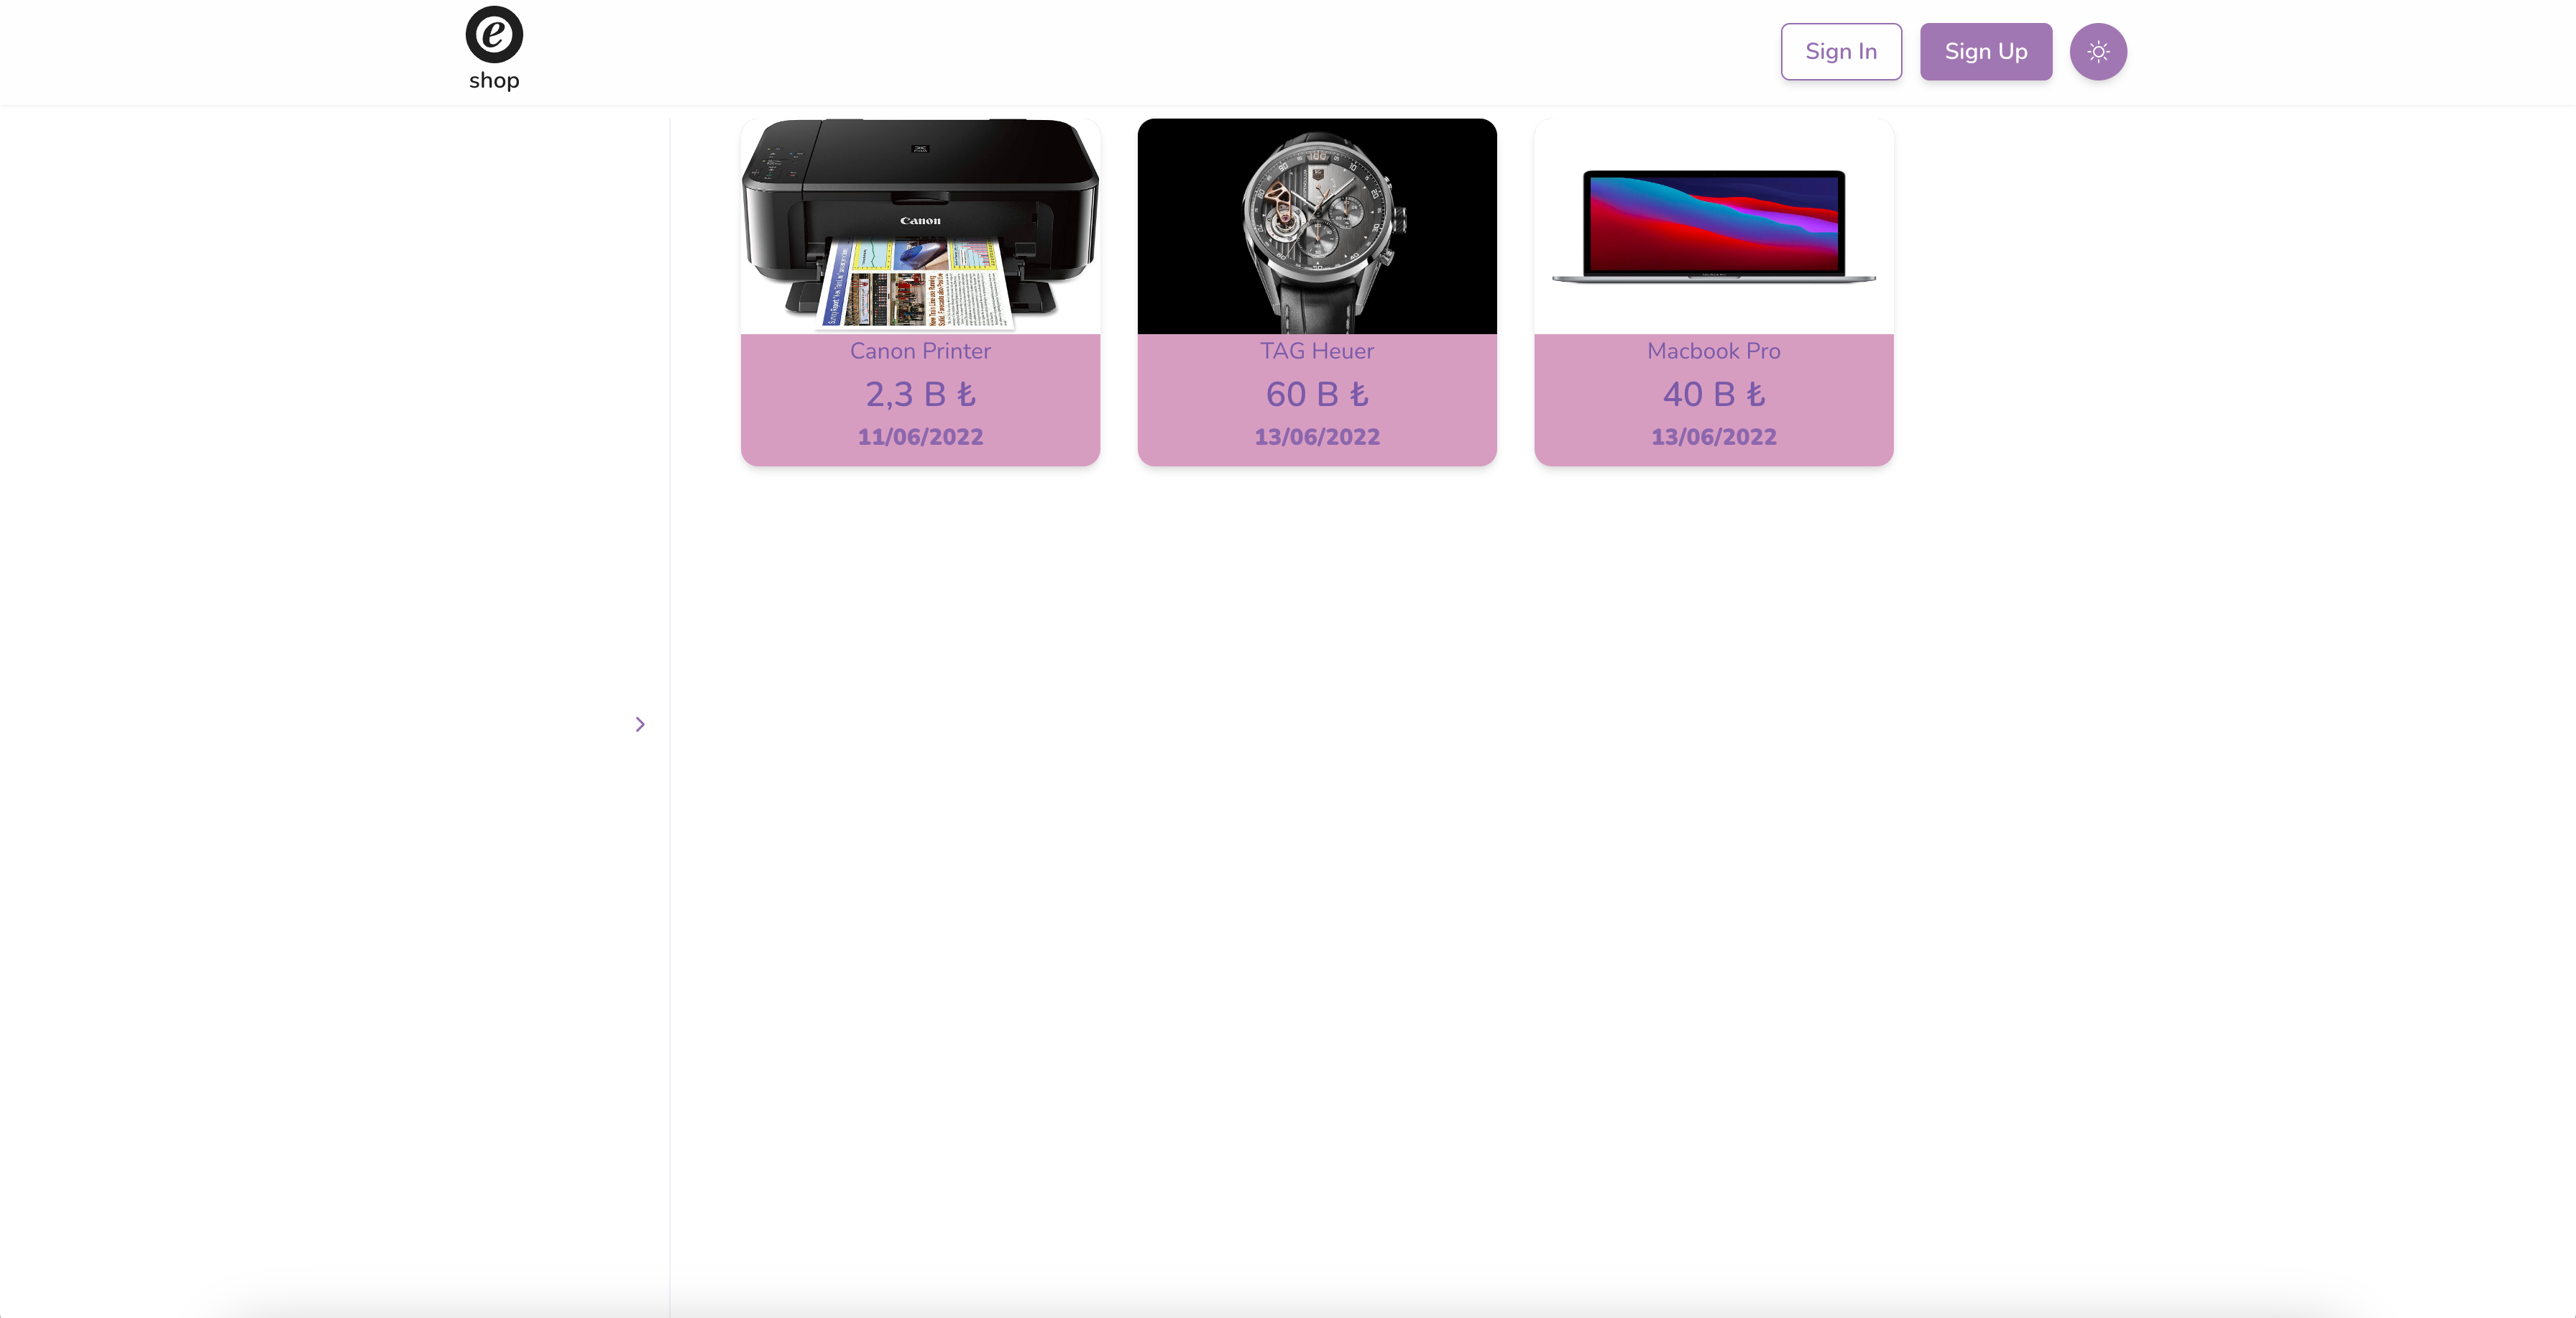 e
shop
Sign In
Sign Up
Canon
Canon Printer
2,3 B ₺
11/06/2022
TAG Heuer
60 B ₺
13/06/2022
Macbook Pro
40 B ₺
13/06/2022